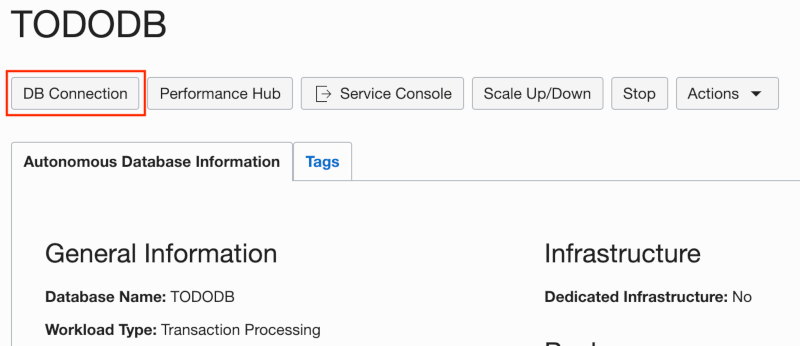 TODODB
DB Connection Performance Hub Service Console Scale Up/Down Stop Actions
Autonomous Database Information Tags
General Information
Database Name: TODODB
Workload Type: Transaction Processing
Infrastructure
Dedicated Infrastructure: No